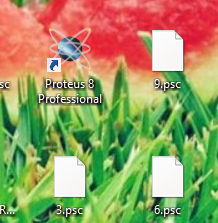 sc
Proteus 8
Professional
9.psc
R...
3.psc
6.psc